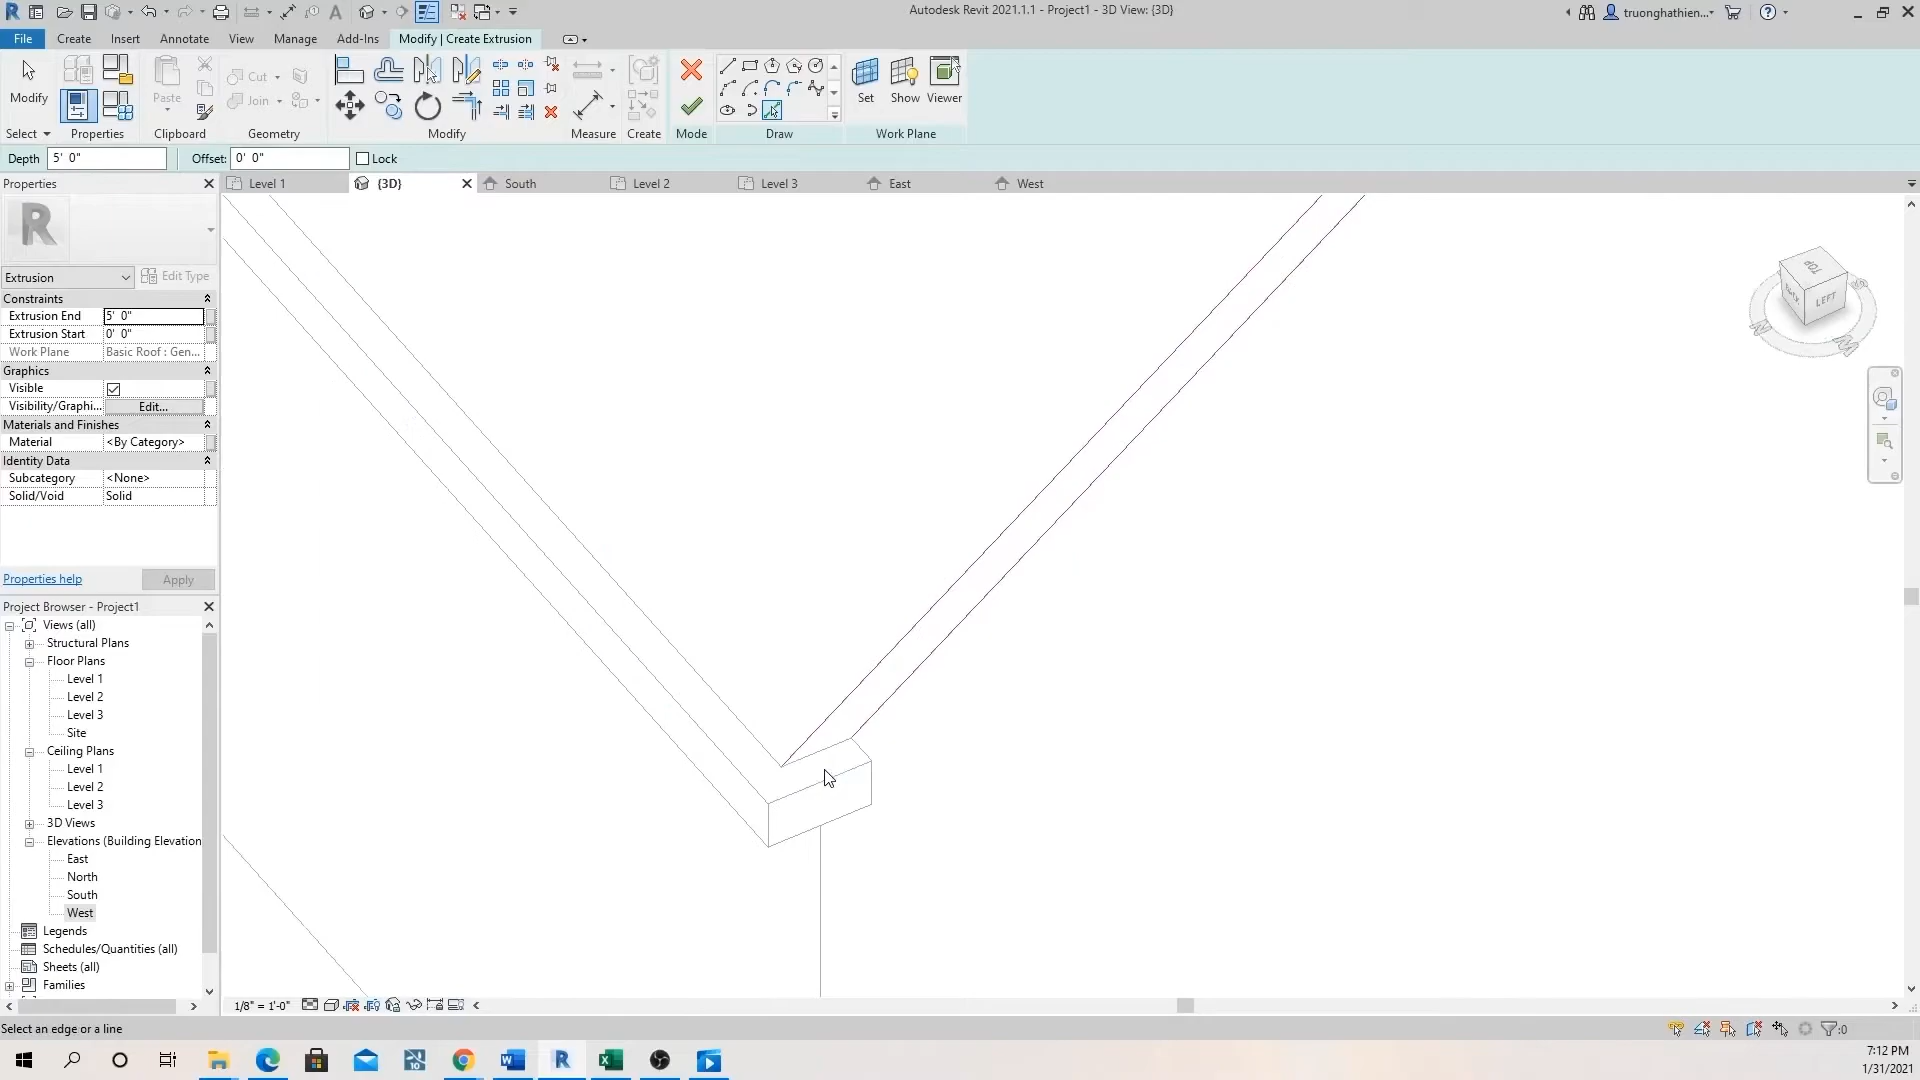 Autodesk Revit 2021.1.1 - Project1 - 3D View: {3D}
truonghathien...
File
Create
Insert
Annotate
View
Manage
Add-Ins
Modify | Create Extrusion
Modify
Paste
Cut
Join
Set
Show
Viewer
Select
Properties
Clipboard
Geometry
Modify
Measure
Create
Mode
Draw
Work Plane
Depth 5' 0"
Offset: 0' 0"
Lock
Properties
Level 1
{3D}
South
Level 2
Level 3
East
West
Extrusion
Edit Type
Constraints
Extrusion End 5' 0"
Extrusion Start 0' 0"
Work Plane Basic Roof : Gen...
Graphics
Visible
Visibility/Graphi... Edit...
Materials and Finishes
Material <By Category>
Identity Data
Subcategory <None>
Solid/Void Solid
Properties help
Apply
Project Browser - Project1
Views (all)
Structural Plans
Floor Plans
Level 1
Level 2
Level 3
Site
Ceiling Plans
Level 1
Level 2
Level 3
3D Views
Elevations (Building Elevation
East
North
South
West
Legends
Schedules/Quantities (all)
Sheets (all)
Families
TOP
LEFT
1/8" = 1'-0"
Select an edge or a line
:0
7:12 PM
1/31/2021